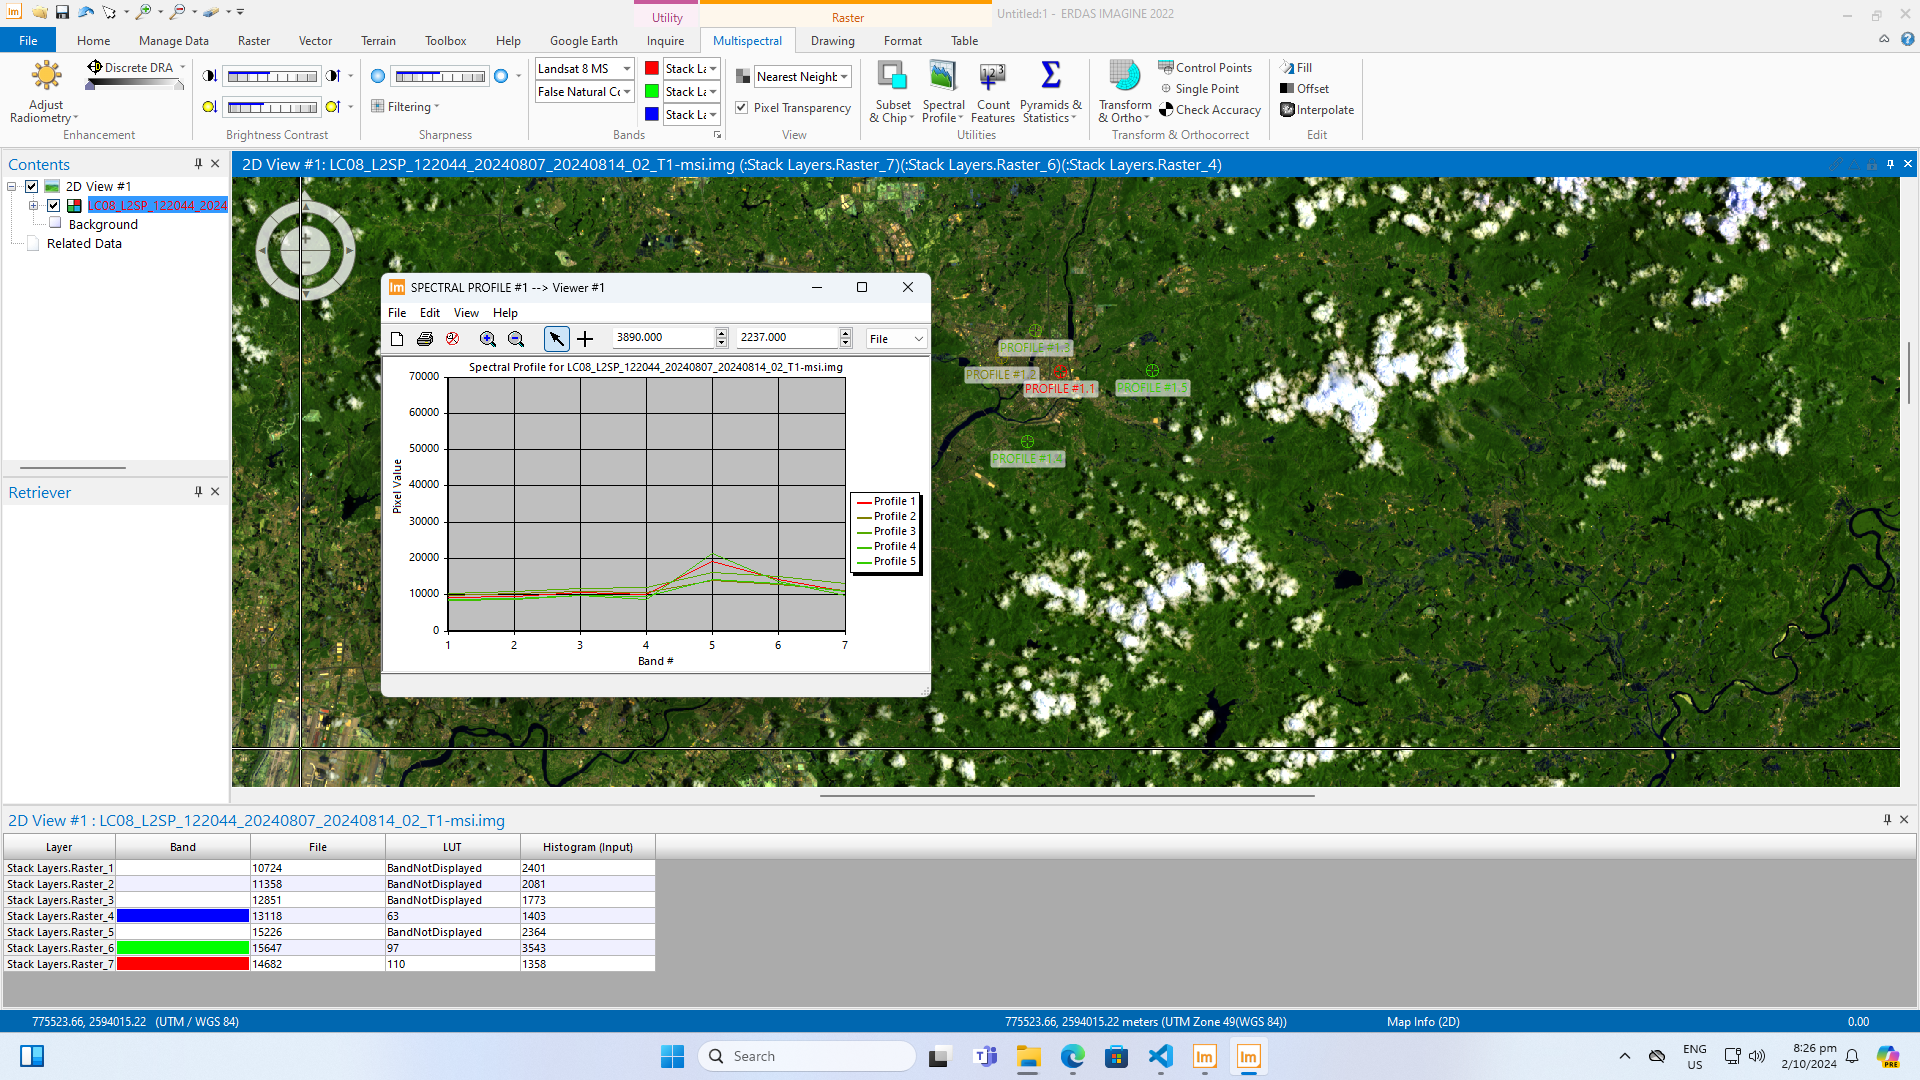 Utility
Raster
Untitled:1 - ERDAS IMAGINE 2022
File
Home
Manage Data
Raster
Vector
Terrain
Toolbox
Help
Google Earth
Inquire
Multispectral
Drawing
Format
Table
Adjust
Radiometry
Discrete DRA
Enhancement
Brightness Contrast
Filtering
Sharpness
Landsat 8 MS
False Natural Cc
Stack La
Stack La
Stack La
Bands
Nearest Neighb
Pixel Transparency
View
Subset
& Chip
Spectral
Profile
Count
Features
Pyramids &
Statistics
Utilities
Transform
& Ortho
Control Points
Single Point
Check Accuracy
Transform & Orthocorrect
Fill
Offset
Interpolate
Edit
Contents
2D View #1
LC08_L2SP_122044_2024
Background
Related Data
Retriever
2D View #1: LC08_L2SP_122044_20240807_20240814_02_T1-msi.img (:Stack Layers.Raster_7)(:Stack Layers.Raster_6)(:Stack Layers.Raster_4)
SPECTRAL PROFILE #1 --> Viewer #1
File Edit View Help
3890.000
2237.000
File
Spectral Profile for LC08_L2SP_122044_20240807_20240814_02_T1-msi.img
70000
60000
50000
40000
30000
20000
10000
0
Pixel Value
1 2 3 4 5 6 7
Band #
Profile 1
Profile 2
Profile 3
Profile 4
Profile 5
PROFILE #1.3
PROFILE #1.2
PROFILE #1.1
PROFILE #1.5
PROFILE #1.4
2D View #1 : LC08_L2SP_122044_20240807_20240814_02_T1-msi.img
Layer Band File LUT Histogram (Input)
Stack Layers.Raster_1 10724 BandNotDisplayed 2401
Stack Layers.Raster_2 11358 BandNotDisplayed 2081
Stack Layers.Raster_3 12851 BandNotDisplayed 1773
Stack Layers.Raster_4 13118 63 1403
Stack Layers.Raster_5 15226 BandNotDisplayed 2364
Stack Layers.Raster_6 15647 97 3543
Stack Layers.Raster_7 14682 110 1358
775523.66, 2594015.22 (UTM / WGS 84)
775523.66, 2594015.22 meters (UTM Zone 49(WGS 84))
Map Info (2D)
0.00
Search
ENG
US
8:26 pm
2/10/2024